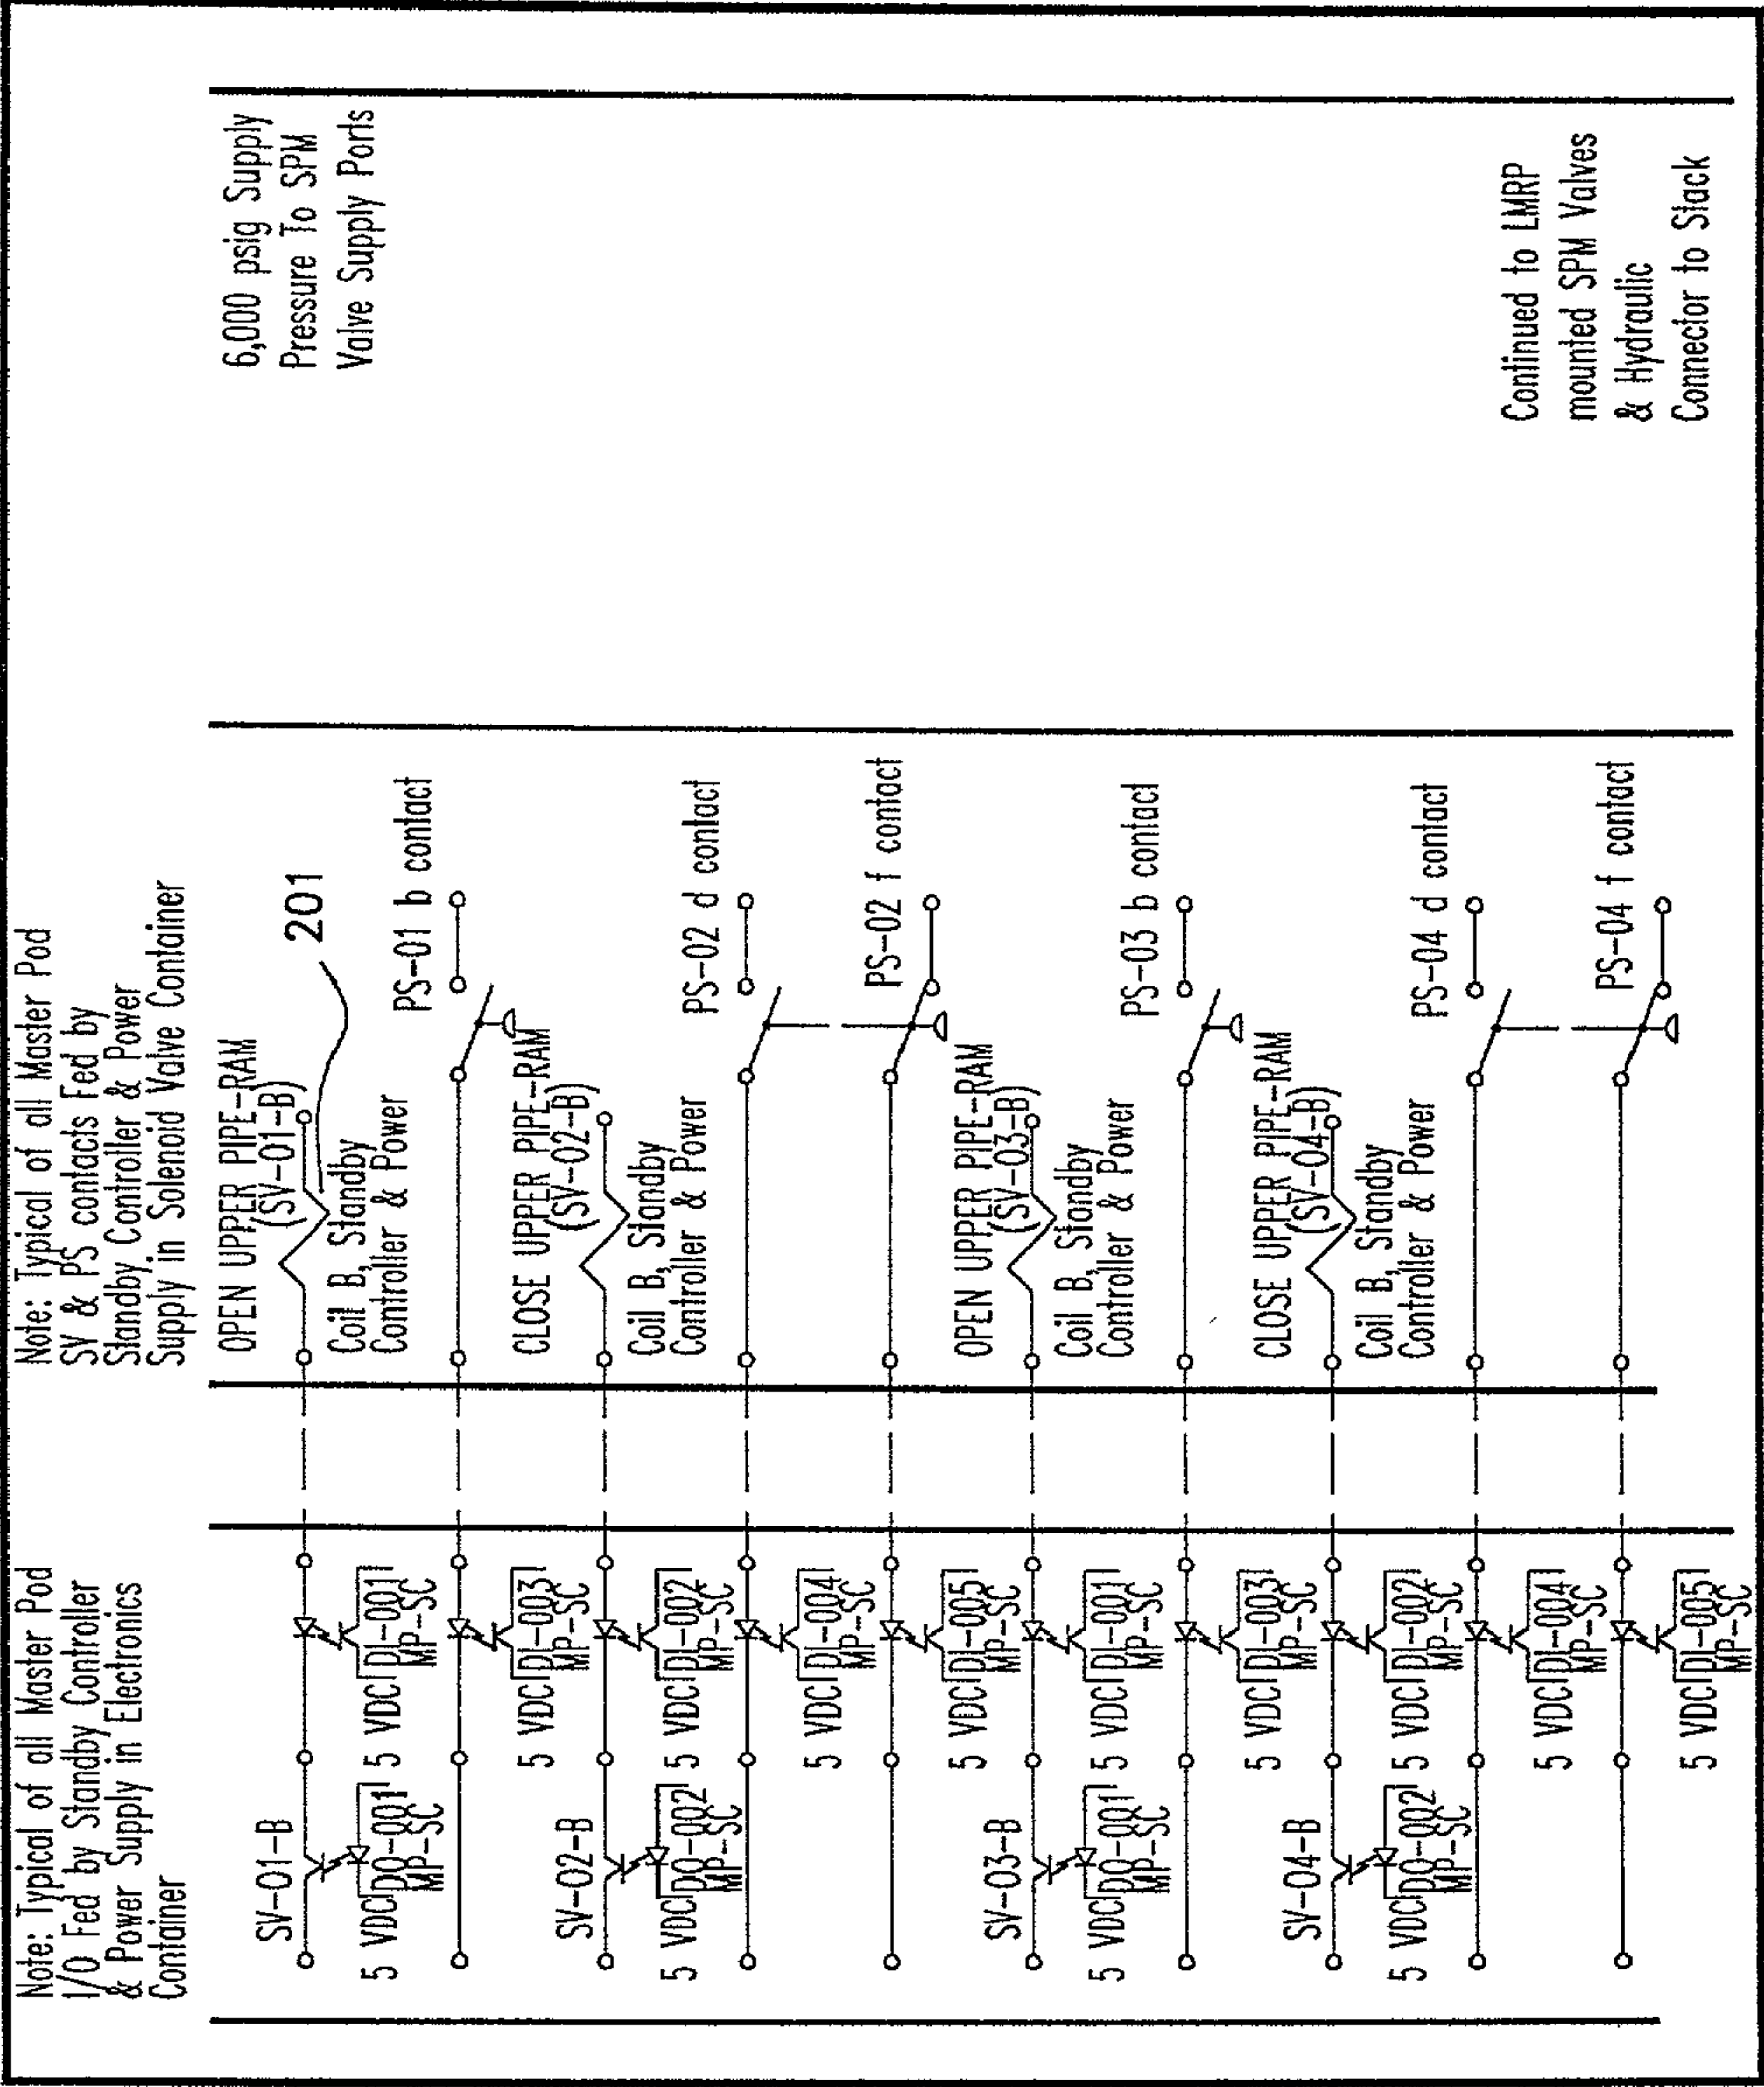 Note: Typical of all Master Pod
I/O Fed by Standby Controller
& Power Supply in Electronics
Container
Note: Typical of all Master Pod
SV & PS contacts Fed by
Standby Controller & Power
Supply in Solenoid Valve Container
6,000 psig Supply
Pressure To SPM
Valve Supply Ports
SV-01-B
5 VDC
DO-001
MP-SC
5 VDC
DI-001
MP-SC
OPEN UPPER PIPE-RAM
(SV-01-B)
201
Coil B, Standby
Controller & Power
5 VDC
DI-003
MP-SC
PS-01 b contact
SV-02-B
5 VDC
DO-002
MP-SC
5 VDC
DI-002
MP-SC
CLOSE UPPER PIPE-RAM
(SV-02-B)
Coil B, Standby
Controller & Power
5 VDC
DI-004
MP-SC
PS-02 d contact
5 VDC
DI-005
MP-SC
PS-02 f contact
SV-03-B
5 VDC
DO-001
MP-SC
5 VDC
DI-001
MP-SC
OPEN UPPER PIPE-RAM
(SV-03-B)
Coil B, Standby
Controller & Power
5 VDC
DI-003
MP-SC
PS-03 b contact
SV-04-B
5 VDC
DO-002
MP-SC
5 VDC
DI-002
MP-SC
CLOSE UPPER PIPE-RAM
(SV-04-B)
Coil B, Standby
Controller & Power
5 VDC
DI-004
MP-SC
PS-04 d contact
5 VDC
DI-005
MP-SC
PS-04 f contact
Continued to LMRP
mounted SPM Valves
& Hydraulic
Connector to Stack